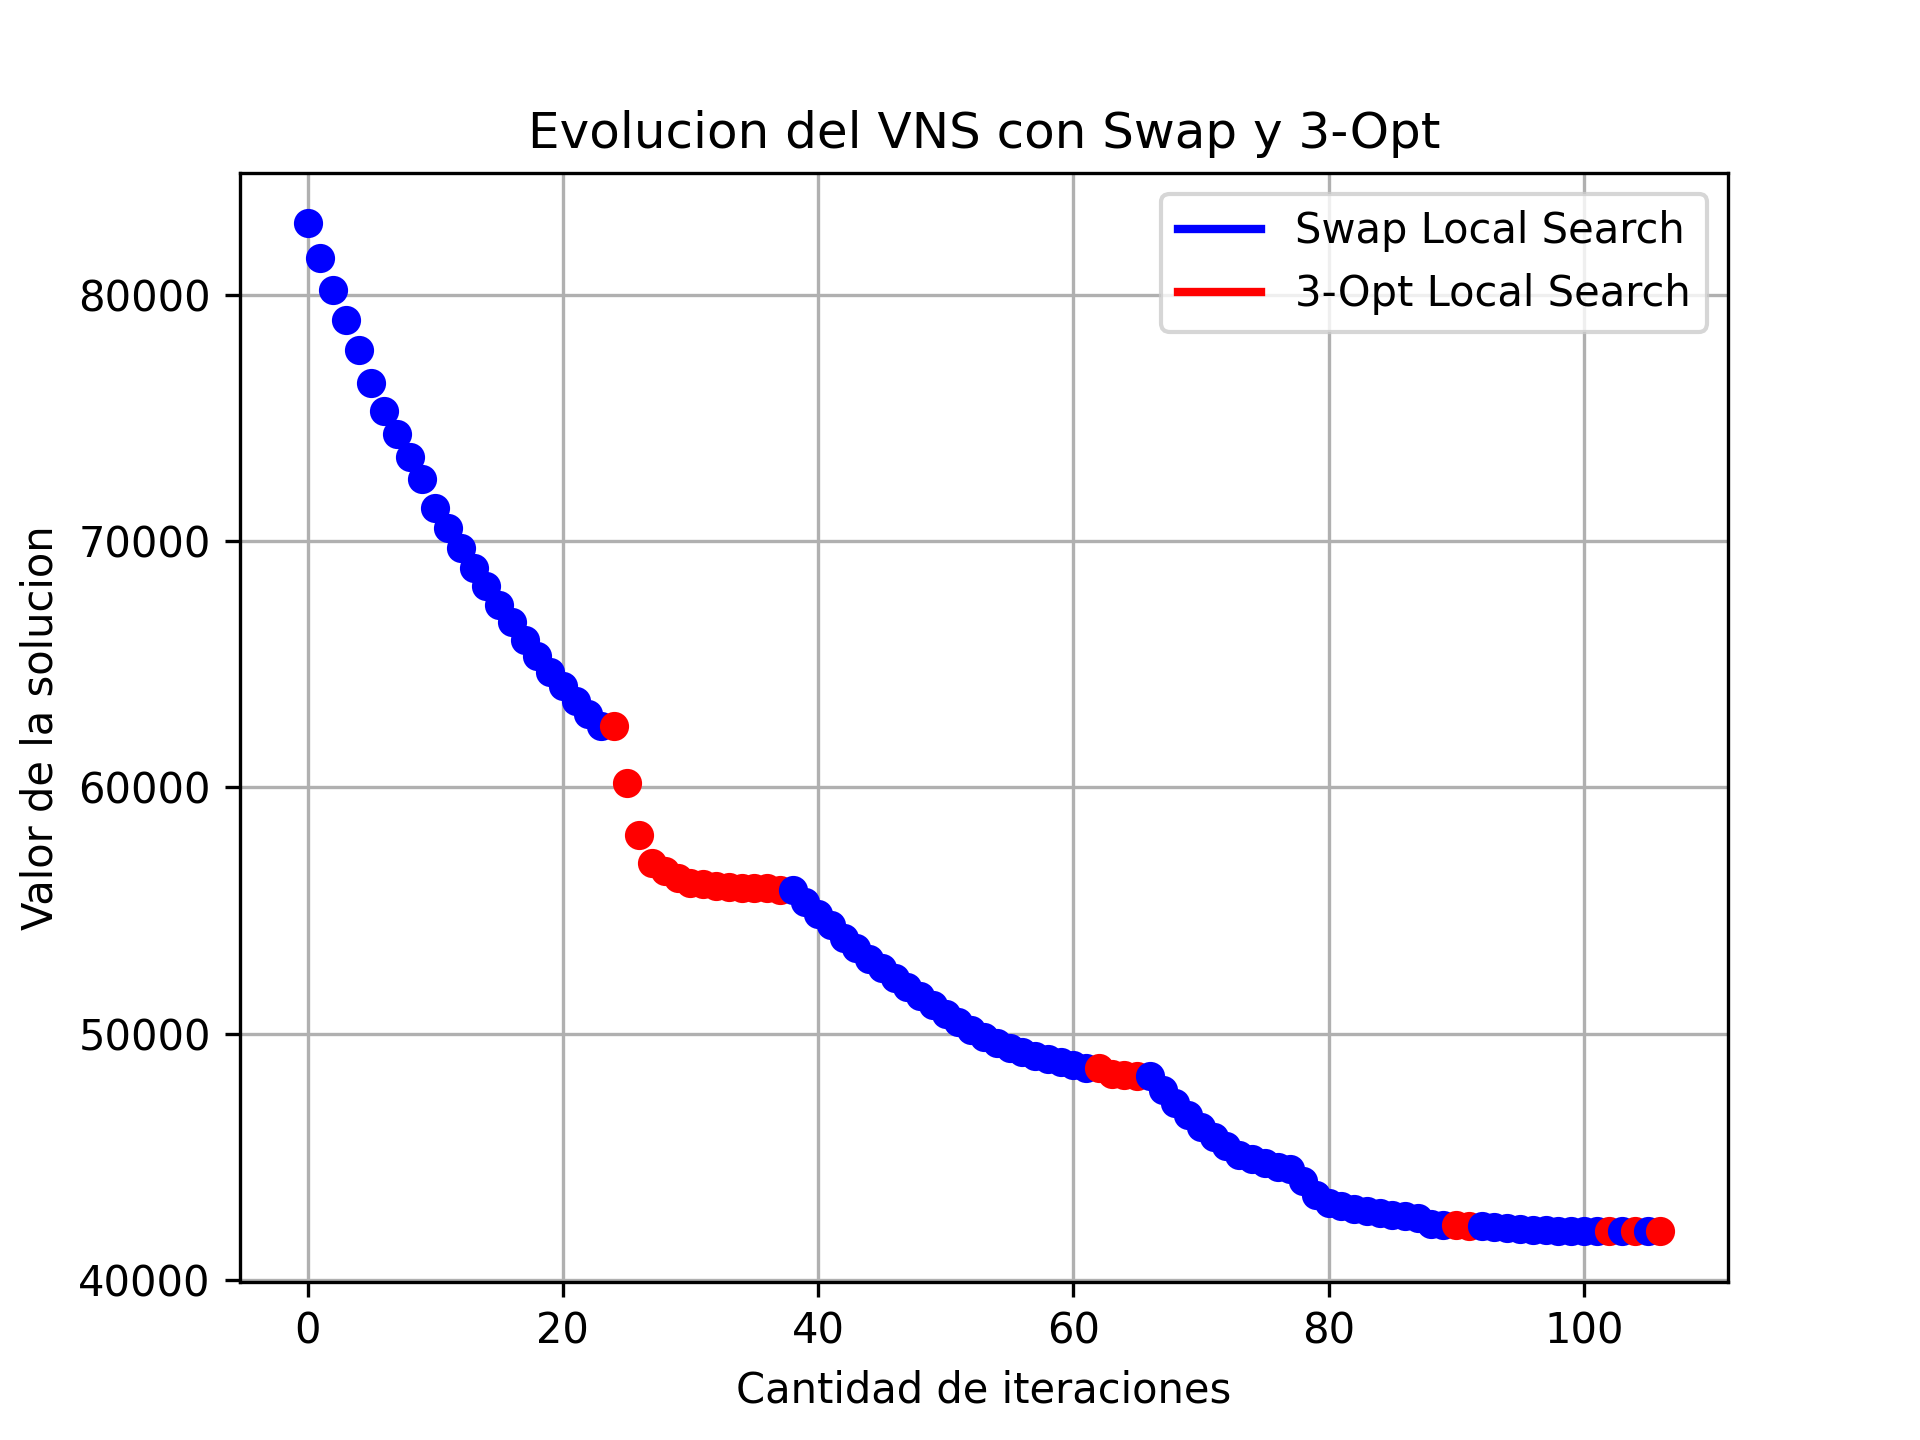 Evolucion del VNS con Swap y 3-Opt
Swap Local Search
3-Opt Local Search
Valor de la solucion
80000
70000
60000
50000
40000
0 20 40 60 80 100
Cantidad de iteraciones